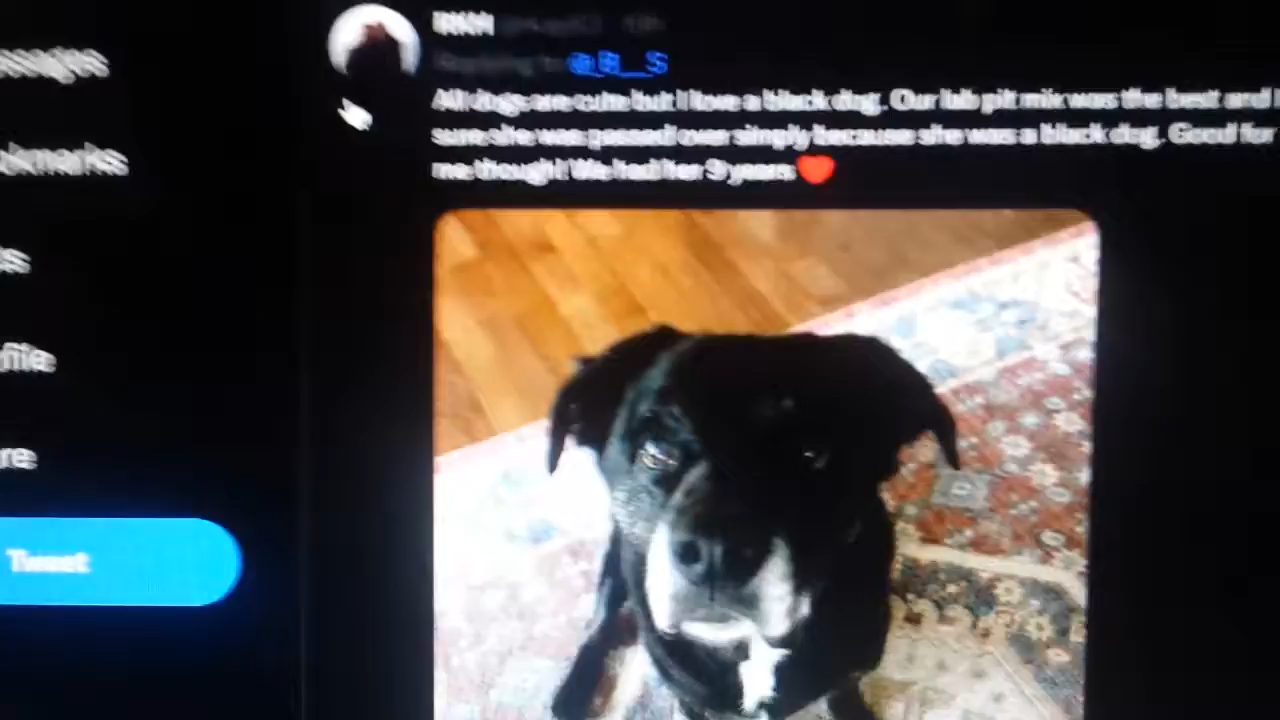 ssages
okmarks
ts
file
re
Tweet
All dogs are cute but I love a black dog. Our lab pit mix was the best and I
sure she was passed over simply because she was a black dog. Good for
me though! We had her 9 years ❤️